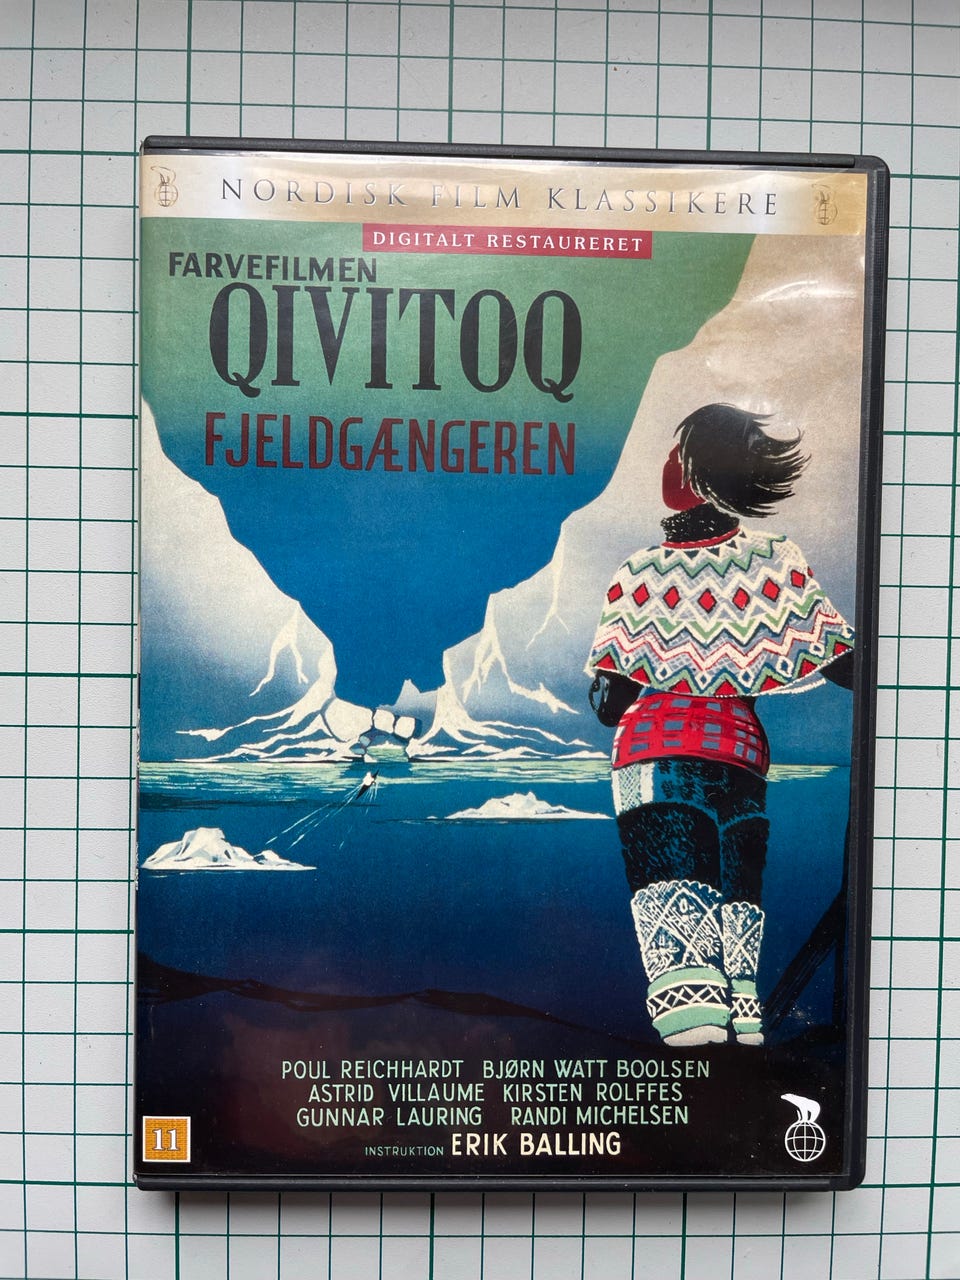 NORDISK FILM KLASSIKERE
DIGITALT RESTAURERET
FARVEFILMEN
QIVITOQ
FJELDGÆNGEREN
POUL REICHHARDT BJØRN WATT BOOLSEN
ASTRID VILLAUME KIRSTEN ROLFFES
GUNNAR LAURING RANDI MICHELSEN
INSTRUKTION ERIK BALLING
11